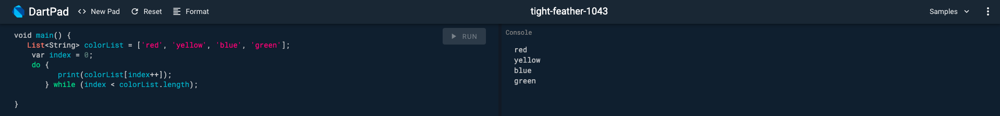 DartPad <> New Pad Reset Format tight-feather-1043 Samples
void main() {
RUN
List<String> colorList = ['red', 'yellow', 'blue', 'green'];
var index = 0;
do {
print(colorList[index++]);
} while (index < colorList.length);
}
Console
red
yellow
blue
green